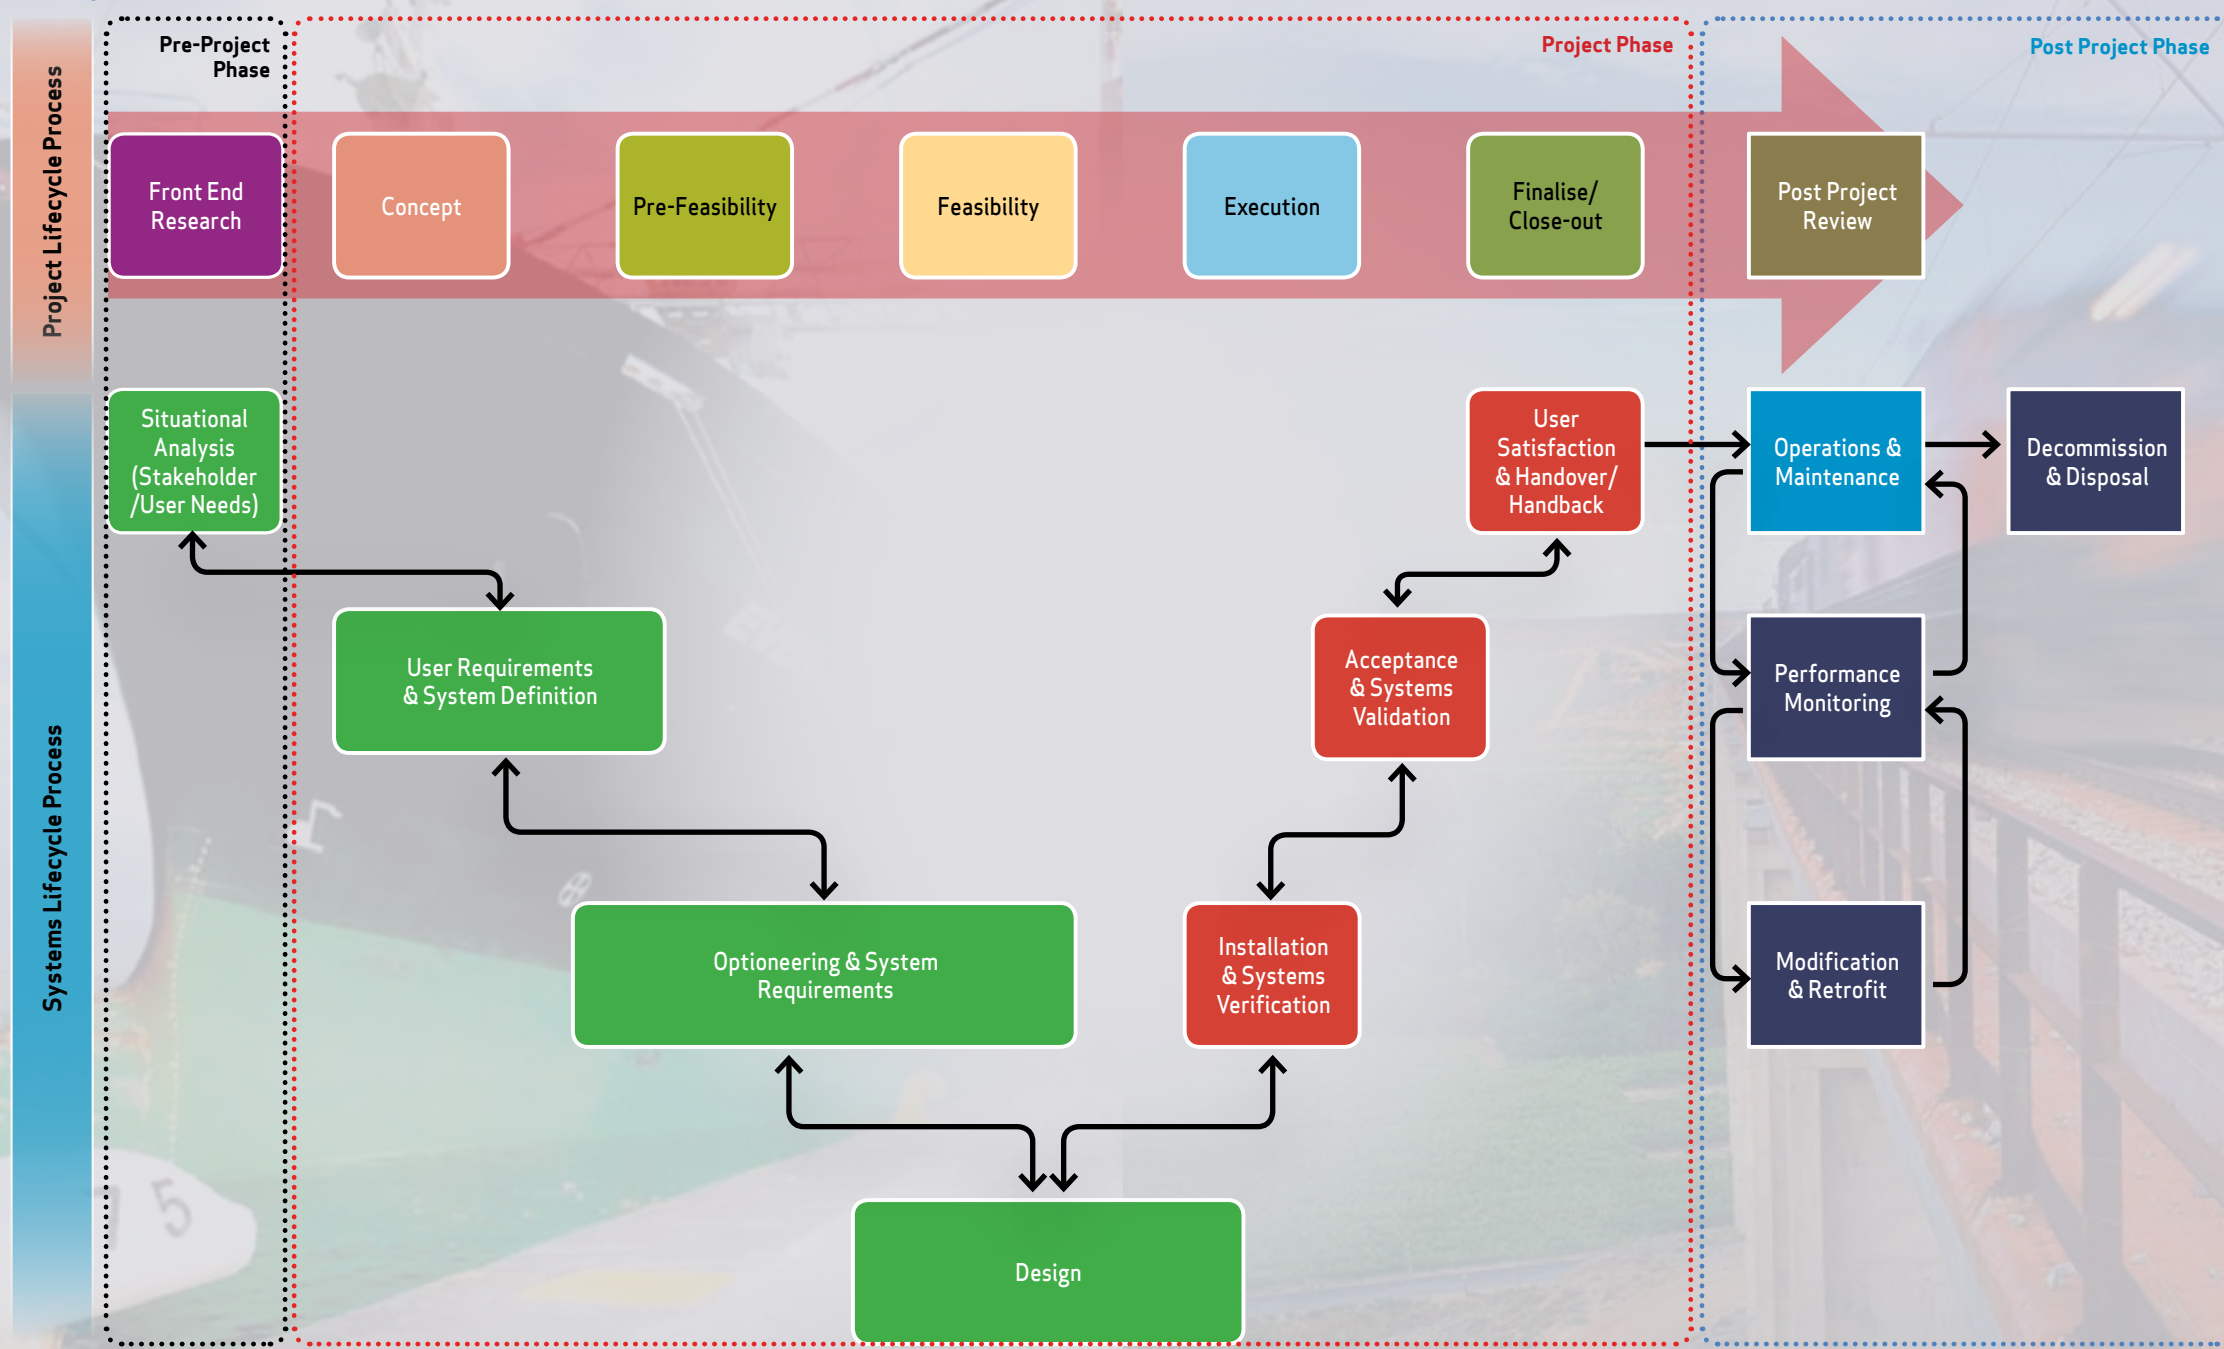 Pre-Project
Phase
Project Phase
Post Project Phase
Project Lifecycle Process
Front End
Research
Concept
Pre-Feasibility
Feasibility
Execution
Finalise/
Close-out
Post Project
Review
Systems Lifecycle Process
Situational
Analysis
(Stakeholder
/User Needs)
User
Satisfaction
& Handover/
Handback
Operations &
Maintenance
Decommission
& Disposal
User Requirements
& System Definition
Acceptance
& Systems
Validation
Performance
Monitoring
Optioneering & System
Requirements
Installation
& Systems
Verification
Modification
& Retrofit
Design
75